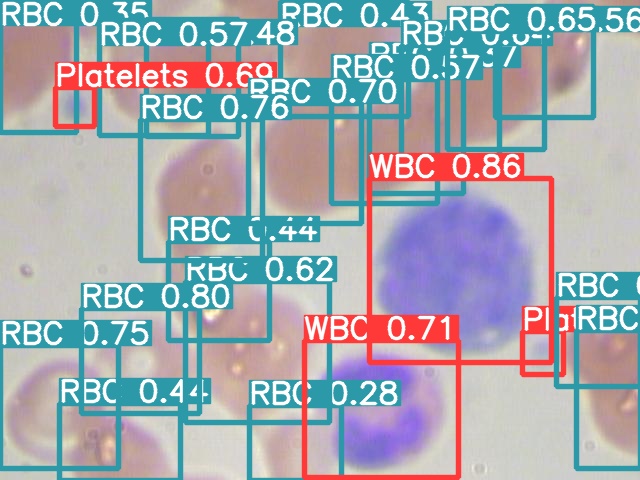 RBC 0.35
RBC 0.43
RBC 0.65
.56
RBC 0.57
.48
RBC 0.57
Platelets 0.69
RBC 0.70
RBC 0.76
WBC 0.86
RBC 0.44
RBC 0.62
RBC 0.80
RBC
RBC 0.75
WBC 0.71
RBC
RBC 0.44
RBC 0.28